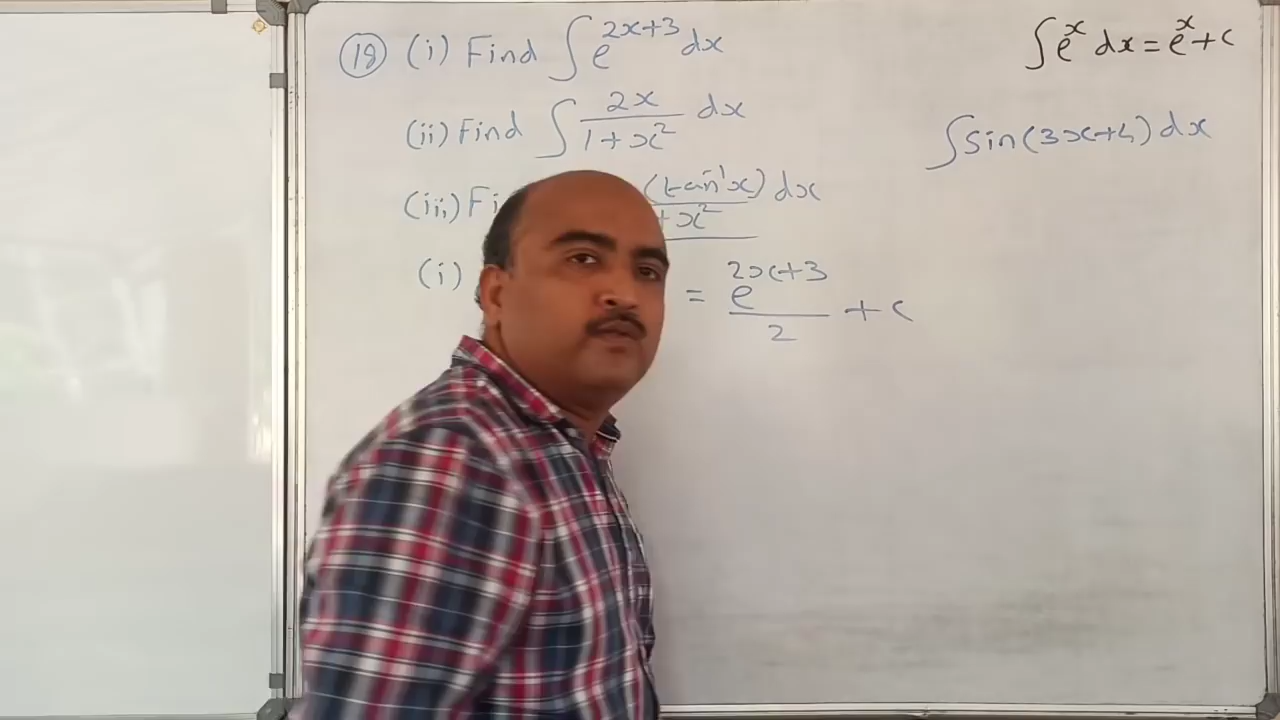 (18) (i) Find ∫e^{2x+3} dx
∫e^x dx = e^x + c
(ii) Find ∫ 2x/(1+x²) dx
∫sin(3x+4) dx
(iii) (tan⁻¹x)/(+x²) dx
(i) = e^{2x+3}/2 + c